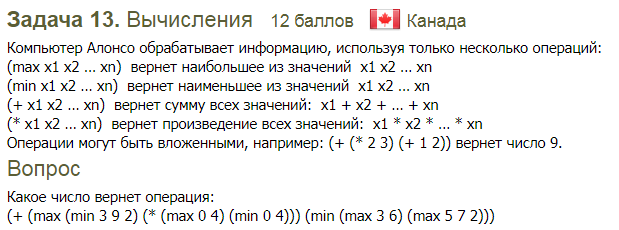 Задача 13. Вычисления 12 баллов Канада
Компьютер Алонсо обрабатывает информацию, используя только несколько операций:
(max x1 x2 ... xn) вернет наибольшее из значений x1 x2 ... xn
(min x1 x2 ... xn) вернет наименьшее из значений x1 x2 ... xn
(+ x1 x2 ... xn) вернет сумму всех значений: x1 + x2 + ... + xn
(* x1 x2 ... xn) вернет произведение всех значений: x1 * x2 * ... * xn
Операции могут быть вложенными, например: (+ (* 2 3) (+ 1 2)) вернет число 9.
Вопрос
Какое число вернет операция:
(+ (max (min 3 9 2) (* (max 0 4) (min 0 4))) (min (max 3 6) (max 5 7 2)))